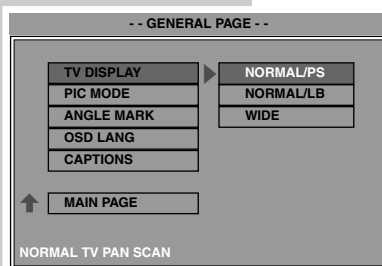 - - GENERAL PAGE - -
TV DISPLAY NORMAL/PS
PIC MODE NORMAL/LB
ANGLE MARK WIDE
OSD LANG
CAPTIONS
MAIN PAGE
NORMAL TV PAN SCAN